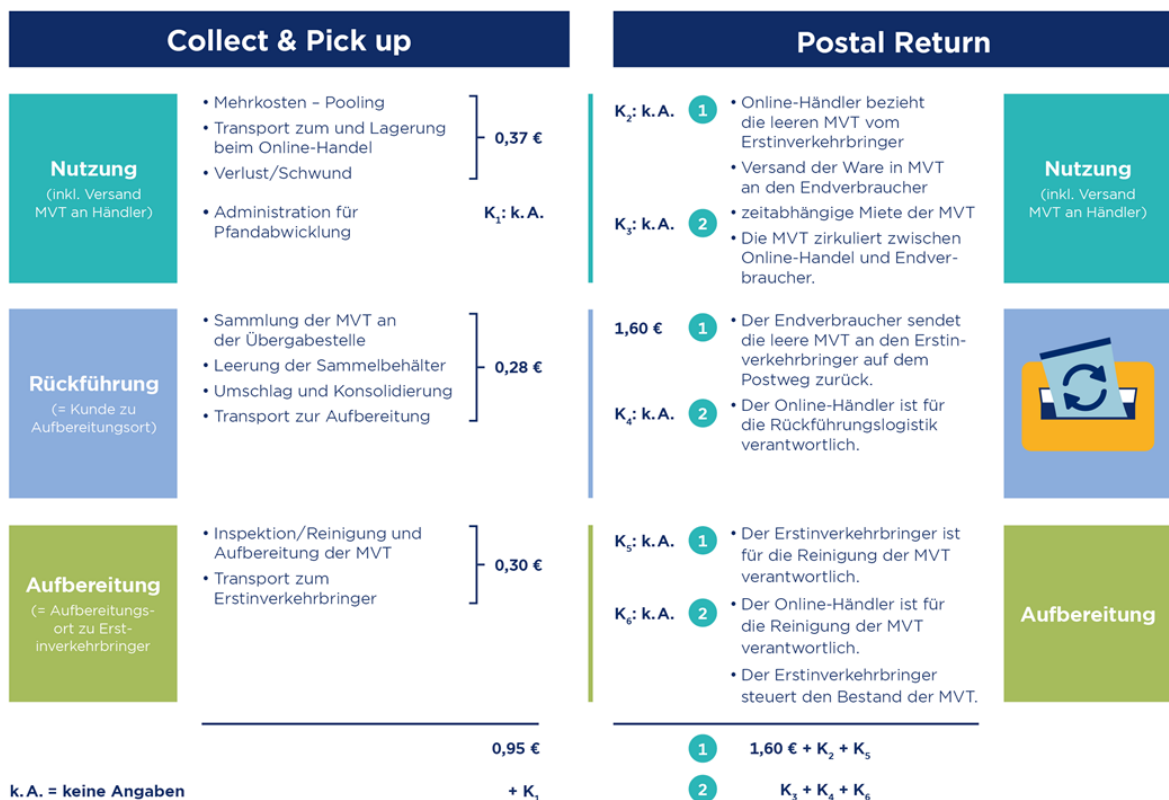 Collect & Pick up
Nutzung
(inkl. Versand
MVT an Händler)
• Mehrkosten – Pooling
• Transport zum und Lagerung
beim Online-Handel
• Verlust/Schwund
0,37 €
• Administration für
Pfandabwicklung
K₁: k. A.
Rückführung
(= Kunde zu
Aufbereitungsort)
• Sammlung der MVT an
der Übergabestelle
• Leerung der Sammelbehälter
• Umschlag und Konsolidierung
• Transport zur Aufbereitung
0,28 €
Aufbereitung
(= Aufbereitungs-
ort zu Erst-
inverkehrbringer
• Inspektion/Reinigung und
Aufbereitung der MVT
• Transport zum
Erstinverkehrbringer
0,30 €
0,95 €
k. A. = keine Angaben
+ K₁
Postal Return
K₂: k. A.
1
• Online-Händler bezieht
die leeren MVT vom
Erstinverkehrbringer
• Versand der Ware in MVT
an den Endverbraucher
K₃: k. A.
2
• zeitabhängige Miete der MVT
• Die MVT zirkuliert zwischen
Online-Handel und Endver-
braucher.
Nutzung
(inkl. Versand
MVT an Händler)
1,60 €
1
• Der Endverbraucher sendet
die leere MVT an den Erstin-
verkehrbringer auf dem
Postweg zurück.
K₄: k. A.
2
• Der Online-Händler ist für
die Rückführungslogistik
verantwortlich.
K₅: k. A.
1
• Der Erstinverkehrbringer ist
für die Reinigung der MVT
verantwortlich.
K₆: k. A.
2
• Der Online-Händler ist für
die Reinigung der MVT
verantwortlich.
• Der Erstinverkehrbringer
steuert den Bestand der MVT.
Aufbereitung
1
1,60 € + K₂ + K₅
2
K₃ + K₄ + K₆